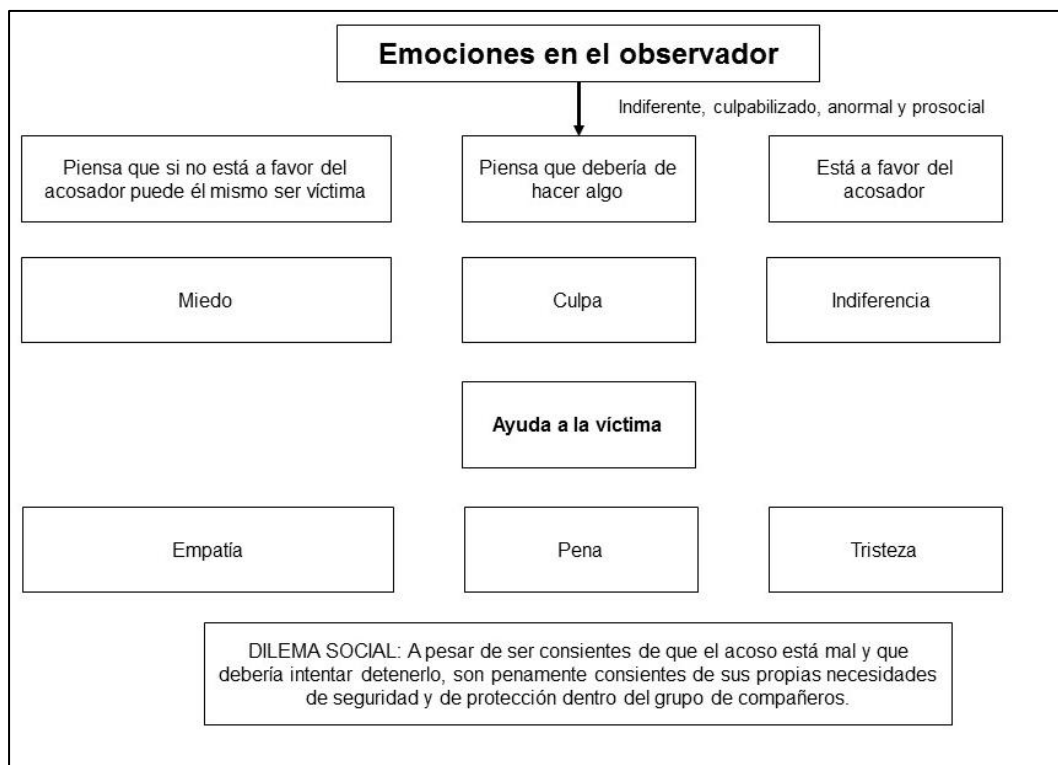 Emociones en el observador
Indiferente, culpabilizado, anormal y prosocial
Piensa que si no está a favor del
acosador puede él mismo ser víctima
Piensa que debería de
hacer algo
Está a favor del
acosador
Miedo
Culpa
Indiferencia
Ayuda a la víctima
Empatía
Pena
Tristeza
DILEMA SOCIAL: A pesar de ser consientes de que el acoso está mal y que
debería intentar detenerlo, son penamente consientes de sus propias necesidades
de seguridad y de protección dentro del grupo de compañeros.